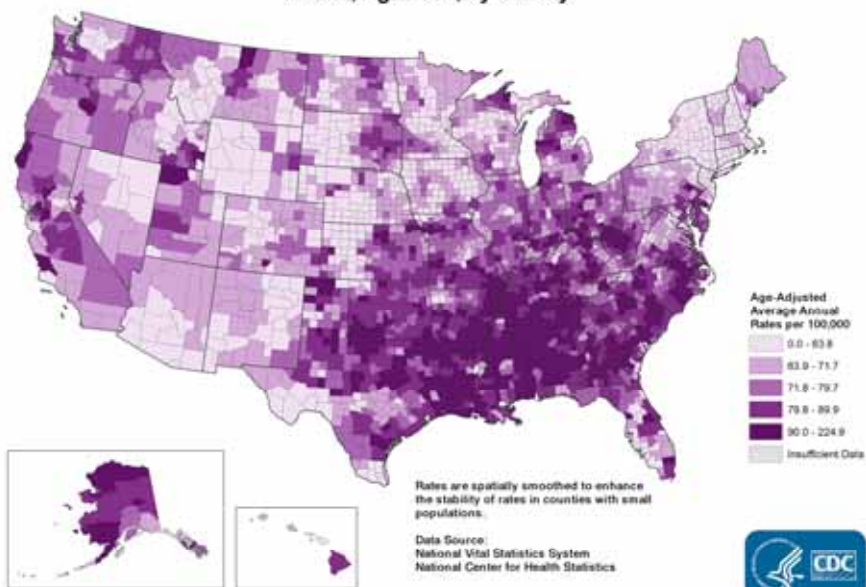 Age-Adjusted
Average Annual
Rates per 100,000
0.0 - 63.8
63.9 - 71.7
71.8 - 79.7
79.8 - 89.9
90.0 - 224.9
Insufficient Data
Rates are spatially smoothed to enhance
the stability of rates in counties with small
populations.
Data Source:
National Vital Statistics System
National Center for Health Statistics
CDC